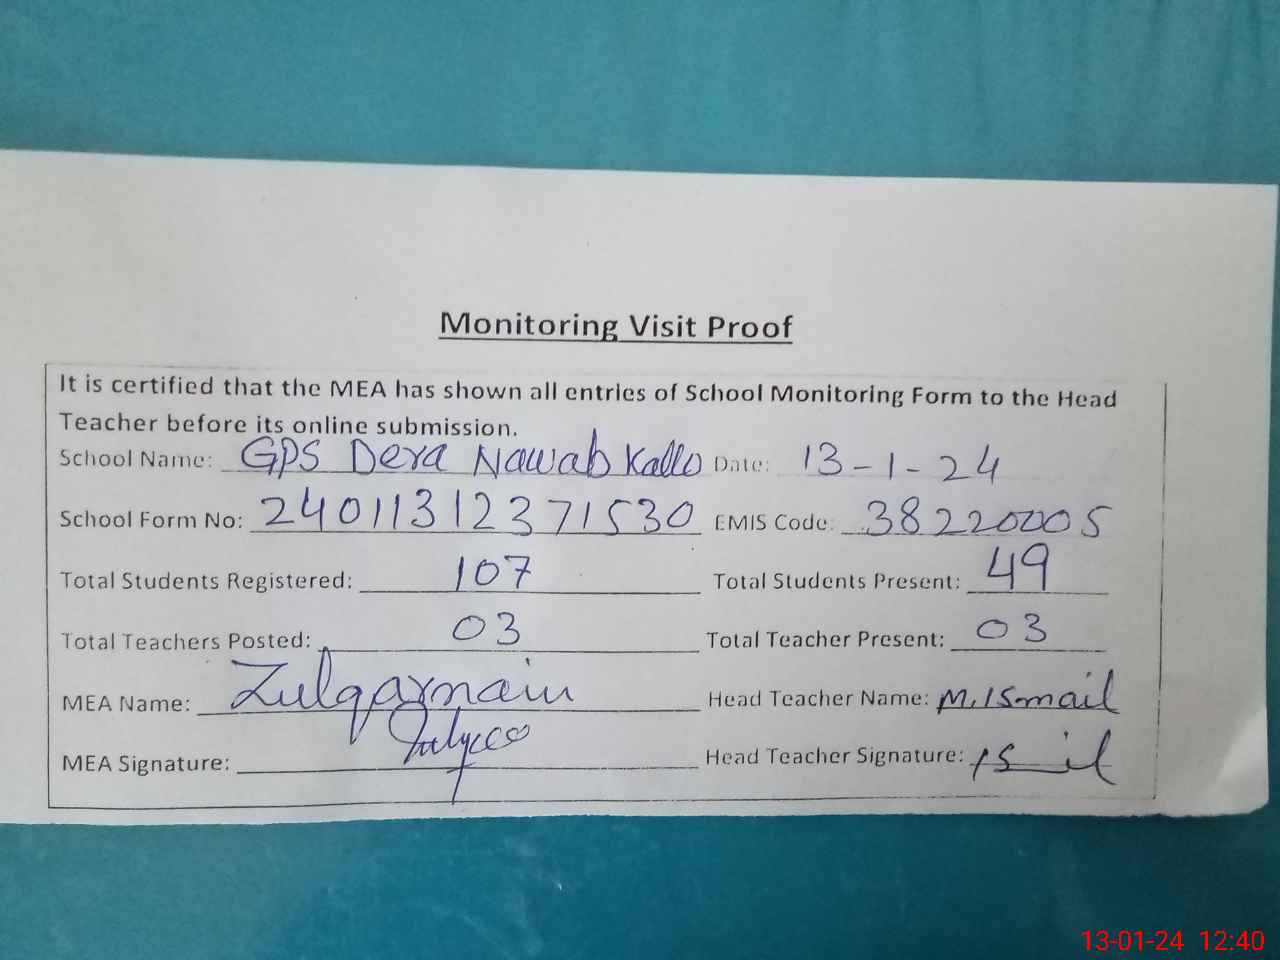 Monitoring Visit Proof
It is certified that the MEA has shown all entries of School Monitoring Form to the Head
Teacher before its online submission.
School Name: GPS Dera Nawab Kallo Date: 13-1-24
School Form No: 24011312371530 EMIS Code: 38220005
Total Students Registered: 107 Total Students Present: 49
Total Teachers Posted: 03 Total Teacher Present: 03
MEA Name: Zulqarnain Head Teacher Name: M. Ismail
MEA Signature: Head Teacher Signature:
13-01-24 12:40